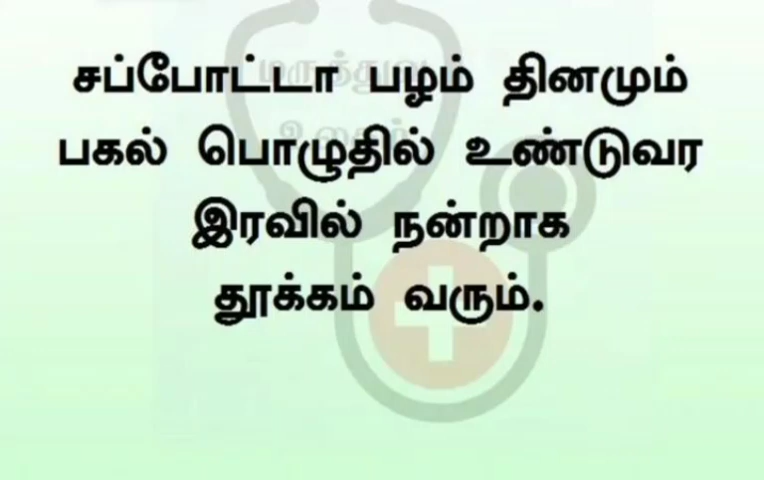 சப்போட்டா பழம் தினமும்
பகல் பொழுதில் உண்டுவர
இரவில் நன்றாக
தூக்கம் வரும்.